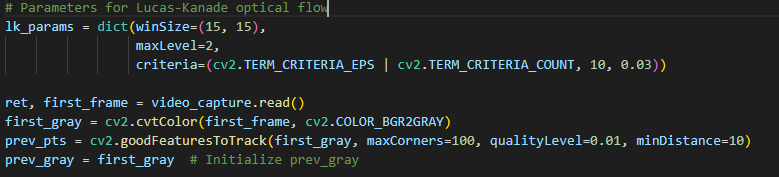 # Parameters for Lucas-Kanade optical flow
lk_params = dict(winSize=(15, 15),
maxLevel=2,
criteria=(cv2.TERM_CRITERIA_EPS | cv2.TERM_CRITERIA_COUNT, 10, 0.03))
ret, first_frame = video_capture.read()
first_gray = cv2.cvtColor(first_frame, cv2.COLOR_BGR2GRAY)
prev_pts = cv2.goodFeaturesToTrack(first_gray, maxCorners=100, qualityLevel=0.01, minDistance=10)
prev_gray = first_gray  # Initialize prev_gray